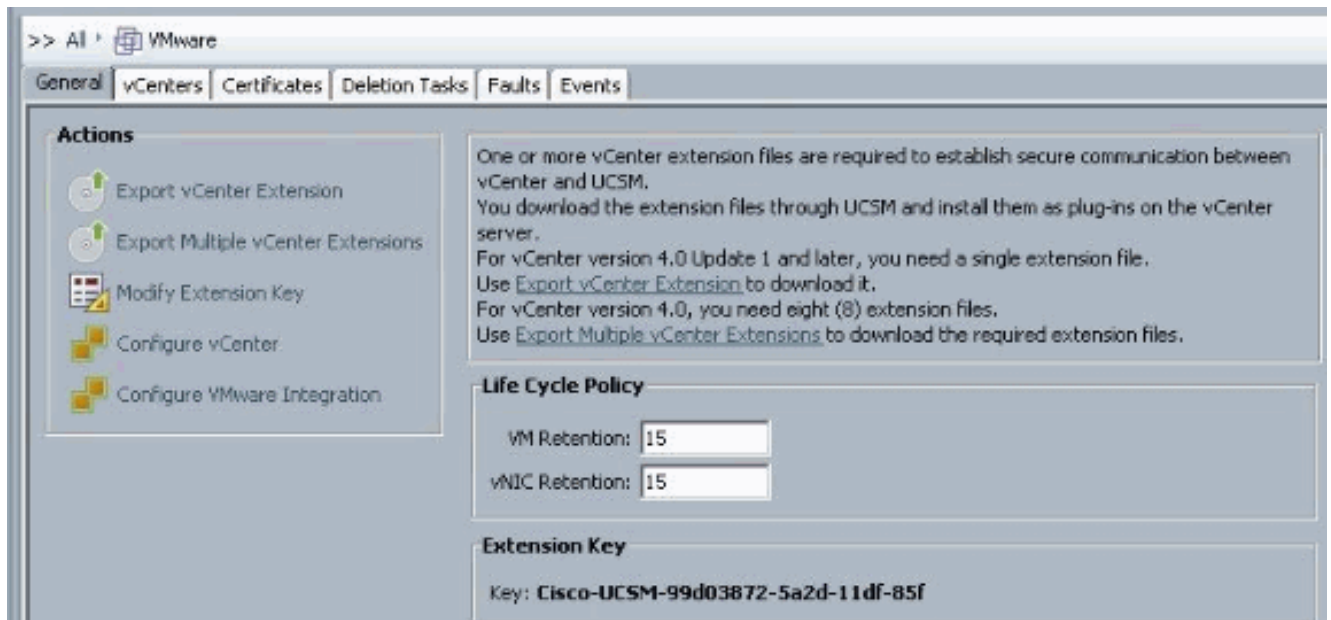 >> All VMware
General vCenters Certificates Deletion Tasks Faults Events
Actions
Export vCenter Extension
Export Multiple vCenter Extensions
Modify Extension Key
Configure vCenter
Configure VMware Integration
One or more vCenter extension files are required to establish secure communication between
vCenter and UCSM.
You download the extension files through UCSM and install them as plug-ins on the vCenter
server.
For vCenter version 4.0 Update 1 and later, you need a single extension file.
Use Export vCenter Extension to download it.
For vCenter version 4.0, you need eight (8) extension files.
Use Export Multiple vCenter Extensions to download the required extension files.
Life Cycle Policy
VM Retention: 15
vNIC Retention: 15
Extension Key
Key: Cisco-UCSM-99d03872-5a2d-11df-85f